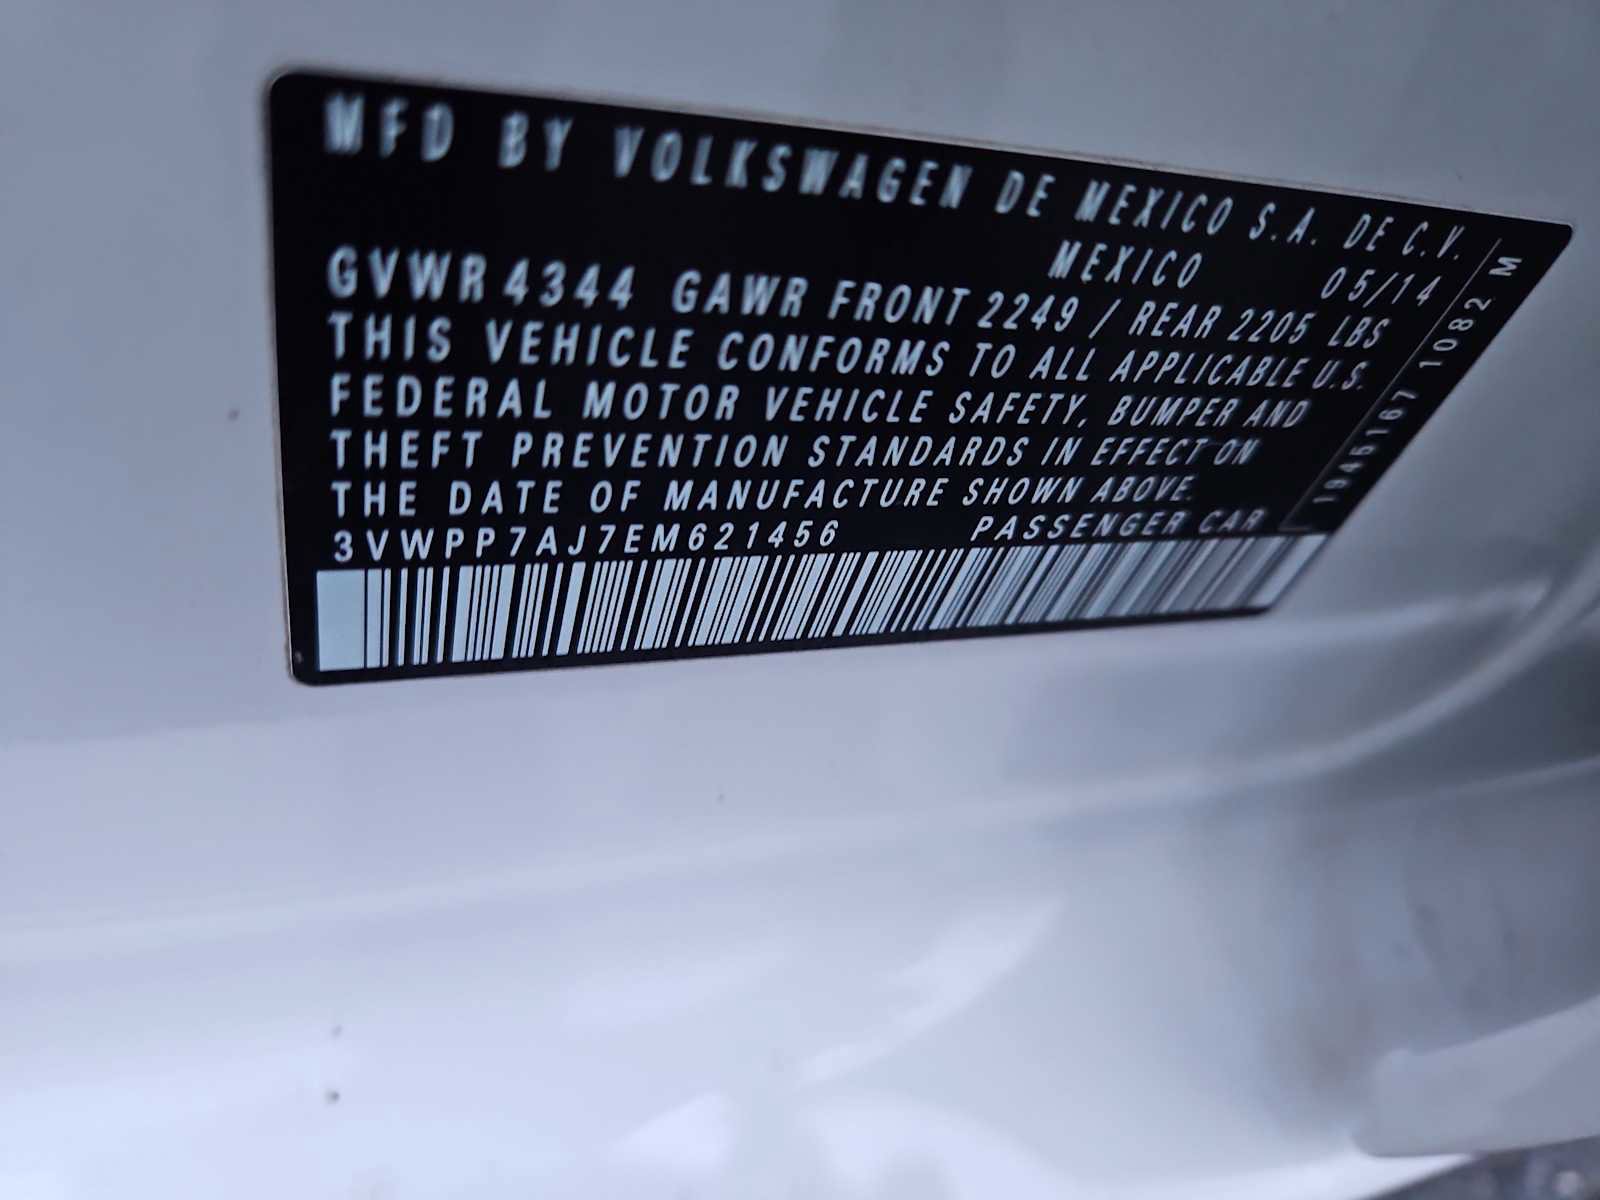 MFD BY VOLKSWAGEN DE MEXICO S.A. DE C.V.
MEXICO 05/14
GVWR 4344 GAWR FRONT 2249 / REAR 2205 LBS
THIS VEHICLE CONFORMS TO ALL APPLICABLE U.S.
FEDERAL MOTOR VEHICLE SAFETY, BUMPER AND
THEFT PREVENTION STANDARDS IN EFFECT ON
THE DATE OF MANUFACTURE SHOWN ABOVE.
3VWPP7AJ7EM621456 PASSENGER CAR
1945167 1082 M